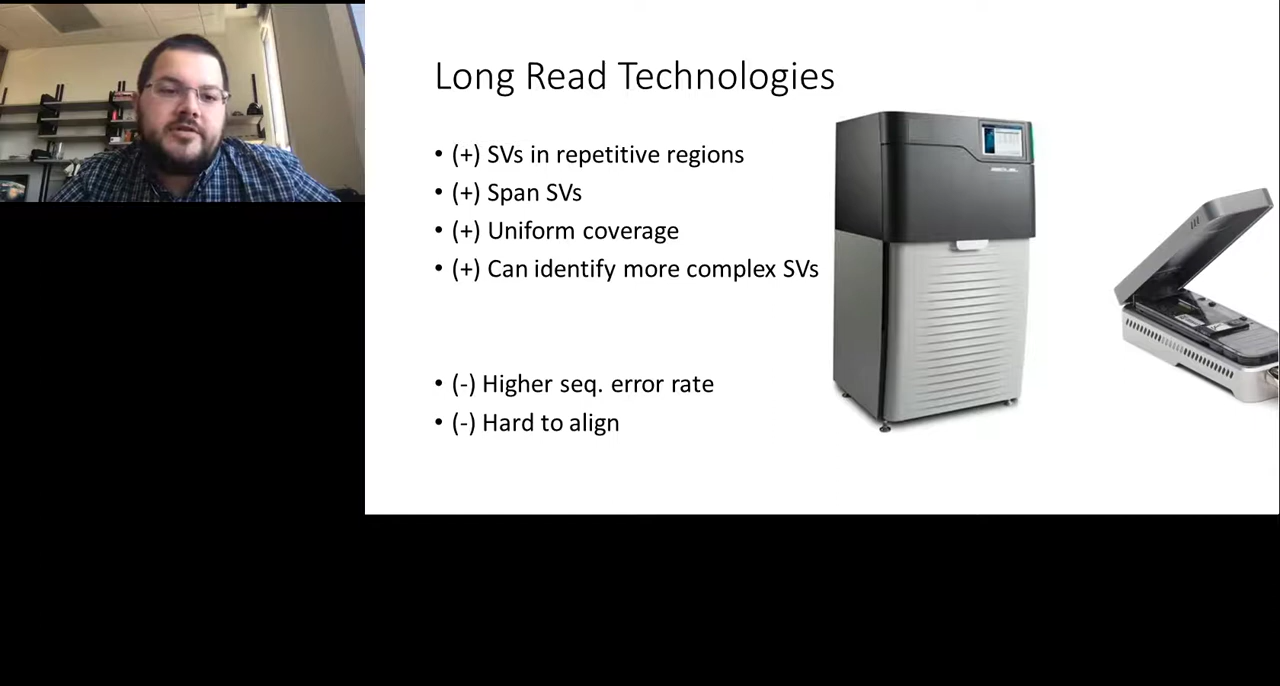 Long Read Technologies
• (+) SVs in repetitive regions
• (+) Span SVs
• (+) Uniform coverage
• (+) Can identify more complex SVs
• (-) Higher seq. error rate
• (-) Hard to align